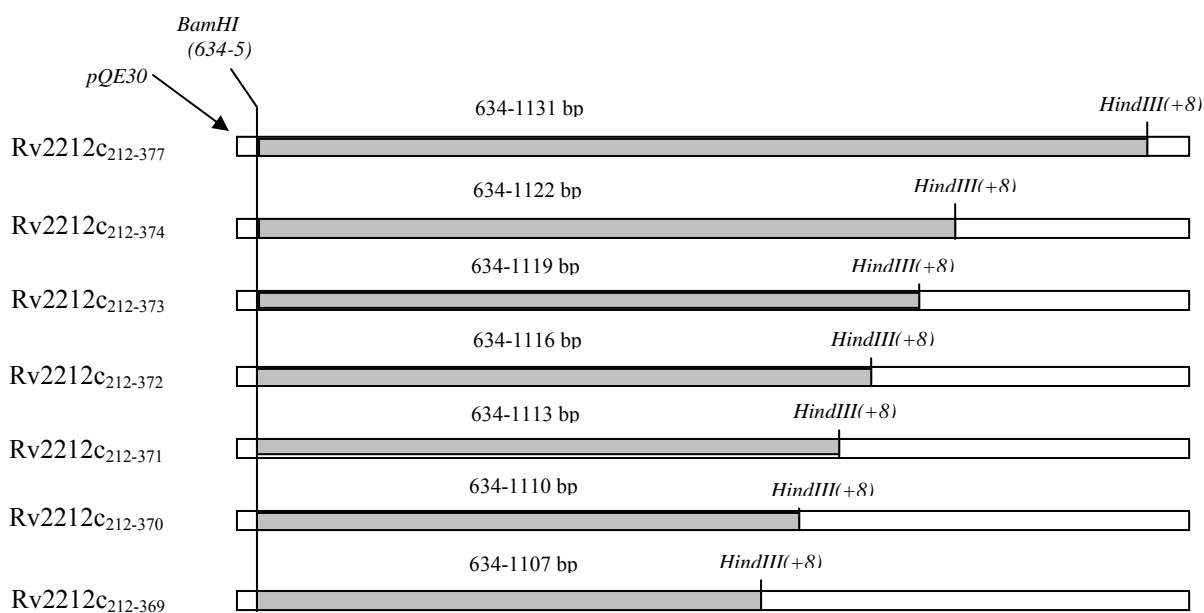 BamHI
(634-5)
pQE30
634-1131 bp
HindIII(+8)
Rv2212c212-377
634-1122 bp
HindIII(+8)
Rv2212c212-374
634-1119 bp
HindIII(+8)
Rv2212c212-373
634-1116 bp
HindIII(+8)
Rv2212c212-372
634-1113 bp
HindIII(+8)
Rv2212c212-371
634-1110 bp
HindIII(+8)
Rv2212c212-370
634-1107 bp
HindIII(+8)
Rv2212c212-369